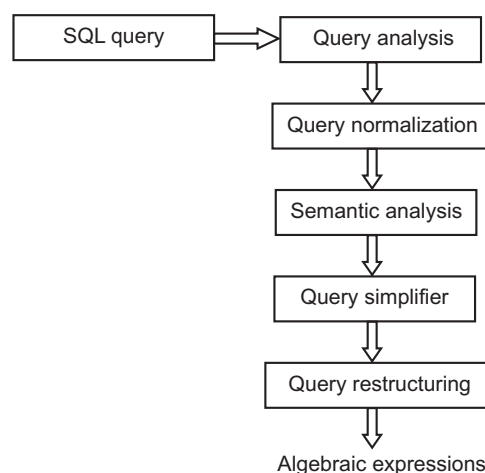 SQL query
Query analysis
Query normalization
Semantic analysis
Query simplifier
Query restructuring
Algebraic expressions